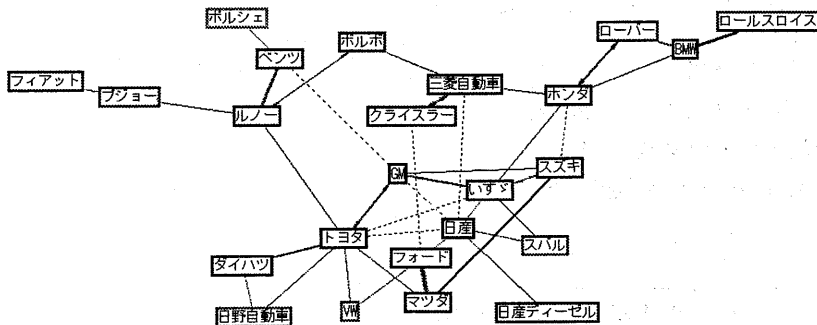 ポルシェ
ボルボ
ローバー
ロールスロイス
BMW
ベンツ
フィアット
プジョー
三菱自動車
ホンダ
ルノー
クライスラー
GM
スズキ
いすゞ
トヨタ
日産
スバル
ダイハツ
フォード
日野自動車
VW
マツダ
日産ディーゼル